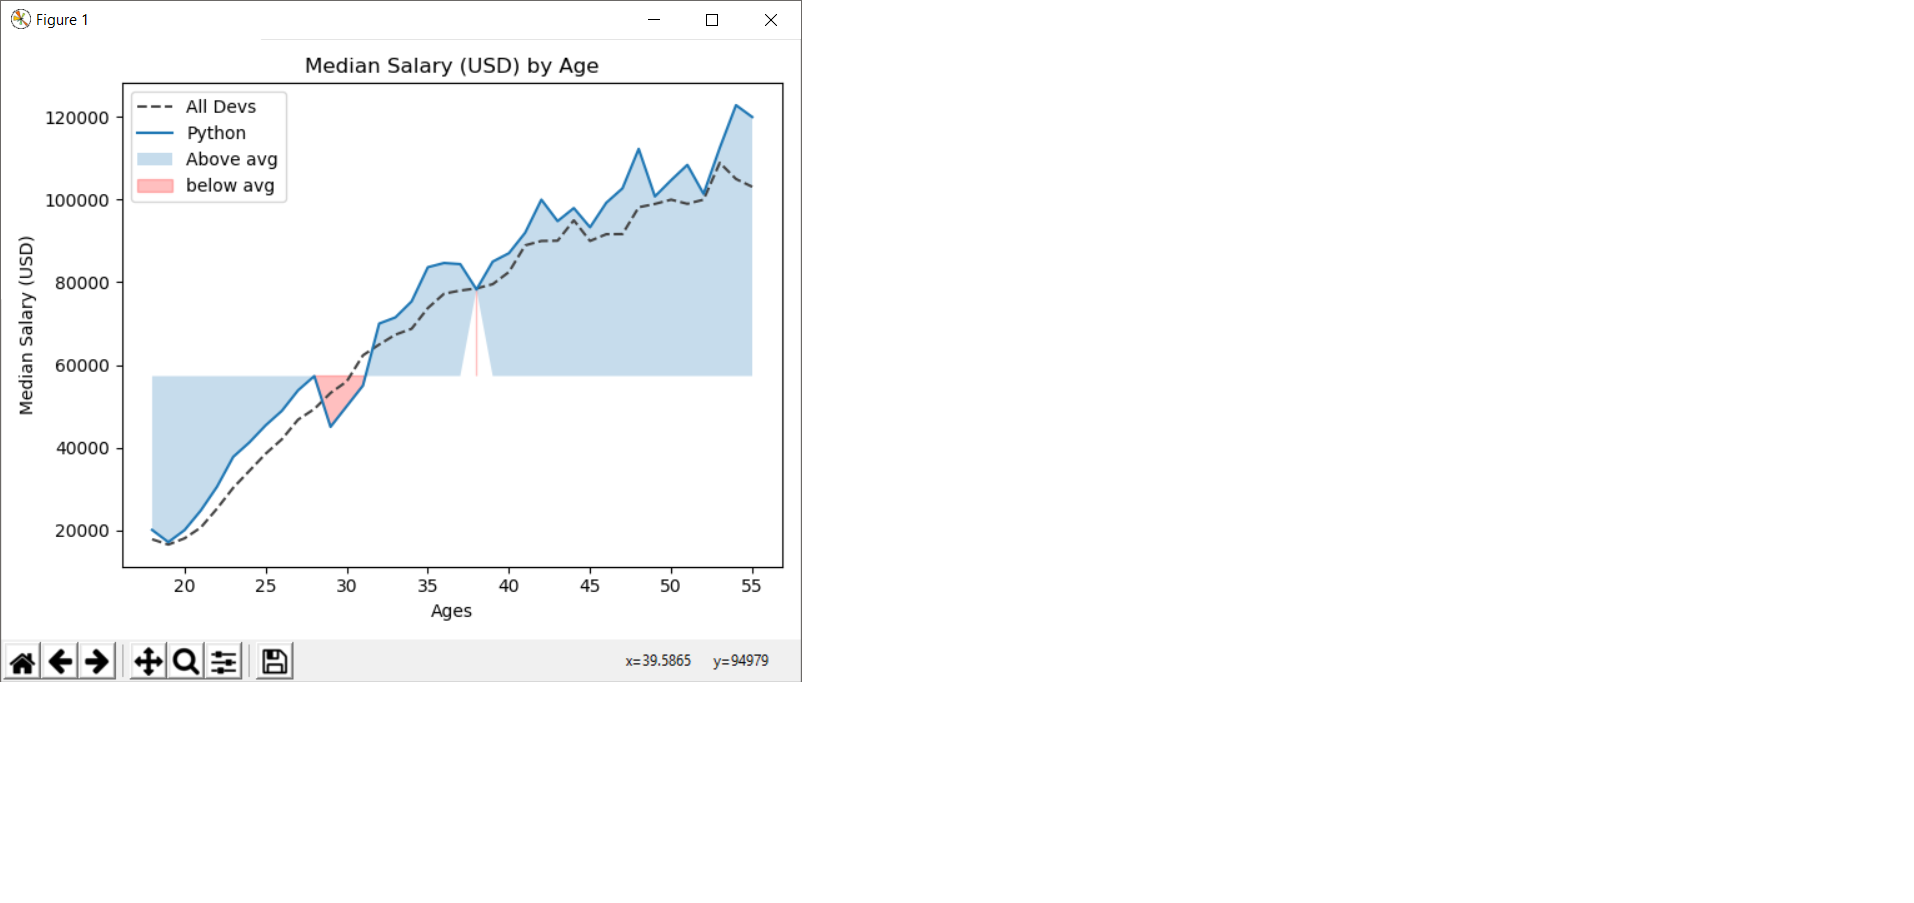 Figure 1
Median Salary (USD) by Age
All Devs
Python
Above avg
below avg
120000
100000
80000
60000
40000
20000
Median Salary (USD)
20 25 30 35 40 45 50 55
Ages
x=39.5865 y=94979